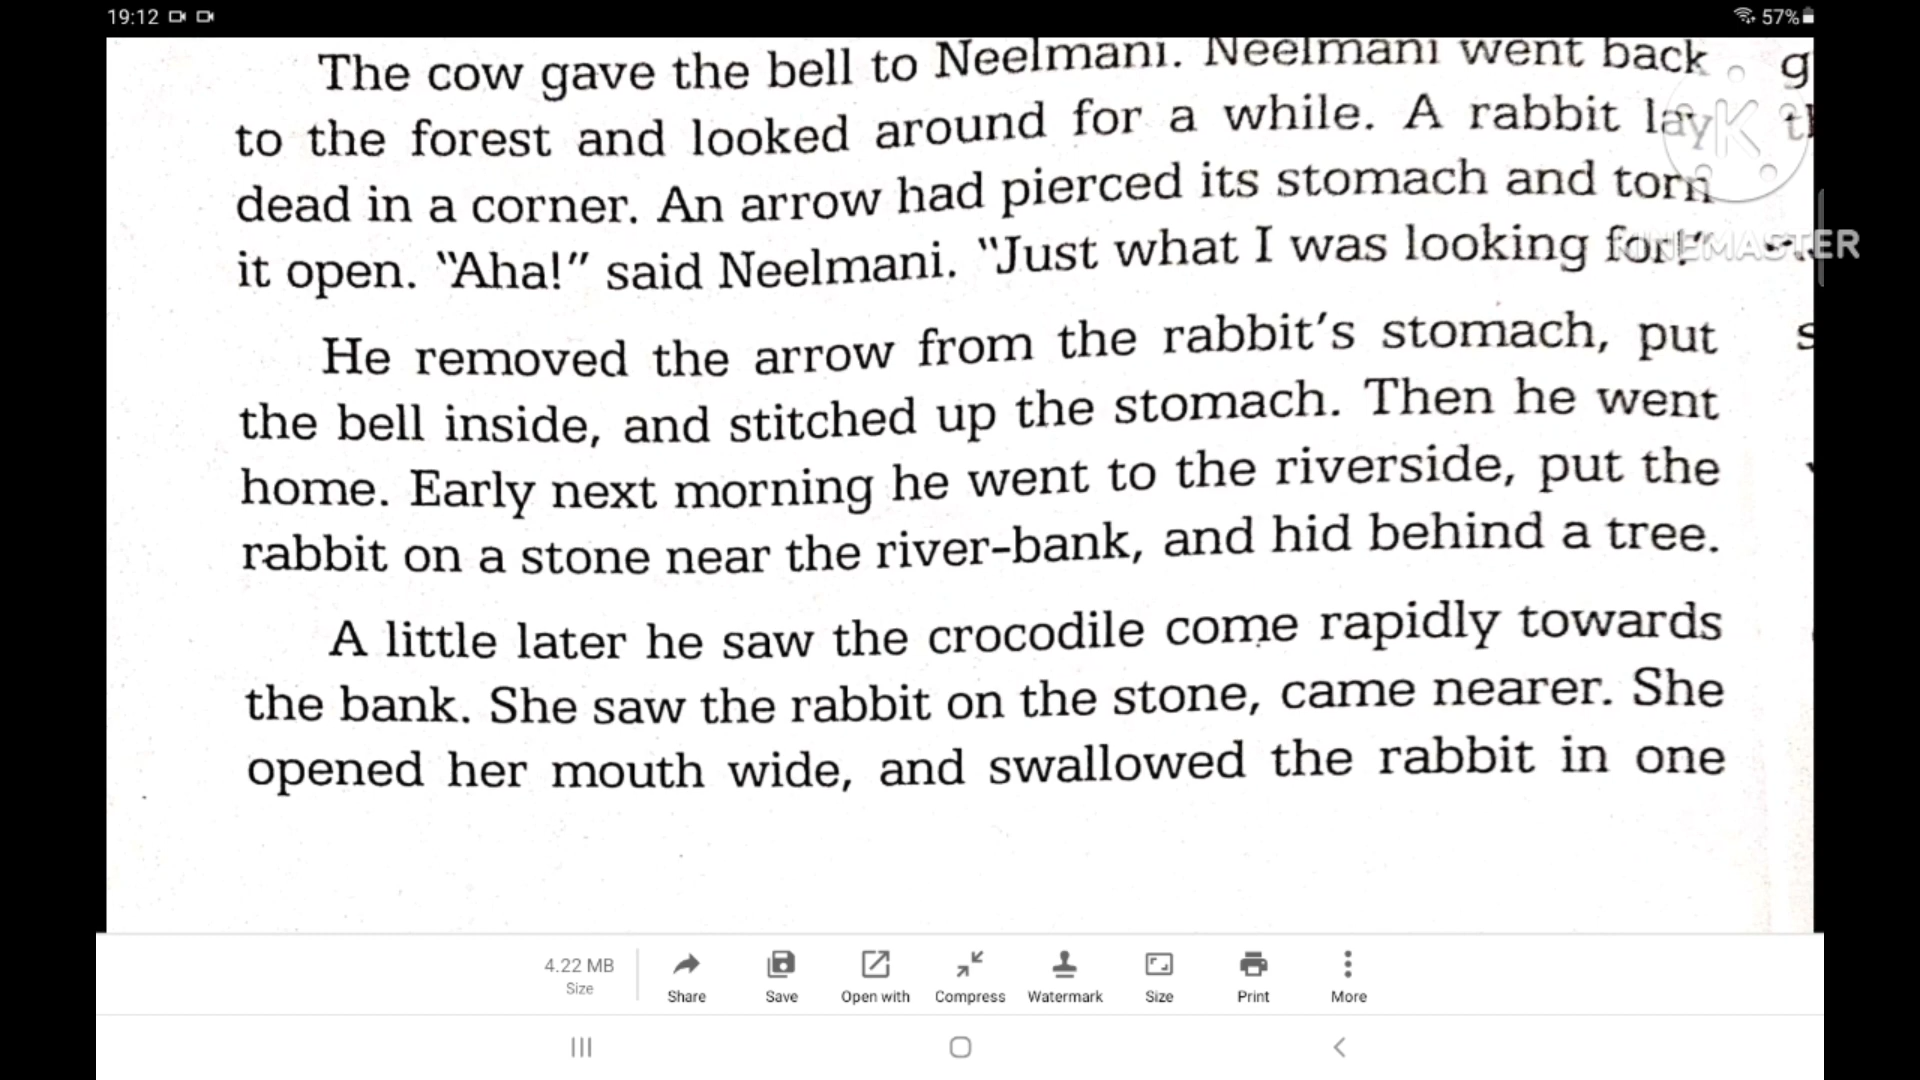 19:12
57%
The cow gave the bell to Neelmani. Neelmani went back
to the forest and looked around for a while. A rabbit lay
dead in a corner. An arrow had pierced its stomach and torn
it open. "Aha!" said Neelmani. "Just what I was looking for!"
KINEMASTER
He removed the arrow from the rabbit's stomach, put
the bell inside, and stitched up the stomach. Then he went
home. Early next morning he went to the riverside, put the
rabbit on a stone near the river-bank, and hid behind a tree.
A little later he saw the crocodile come rapidly towards
the bank. She saw the rabbit on the stone, came nearer. She
opened her mouth wide, and swallowed the rabbit in one
4.22 MB
Size
Share
Save
Open with
Compress
Watermark
Size
Print
More